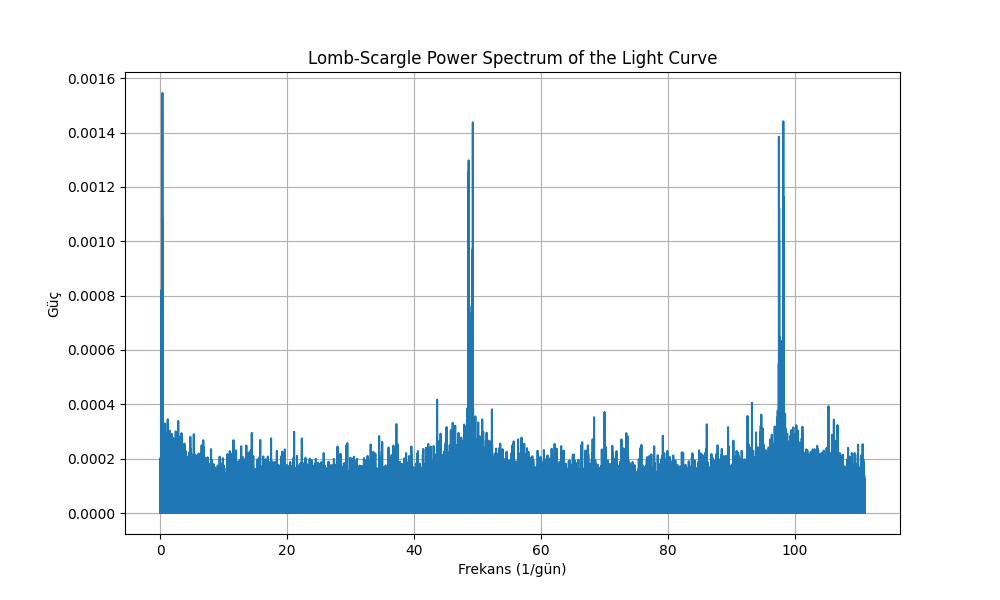 Lomb-Scargle Power Spectrum of the Light Curve
0.0016
0.0014
0.0012
0.0010
0.0008
0.0006
0.0004
0.0002
0.0000
Güç
0 20 40 60 80 100
Frekans (1/gün)